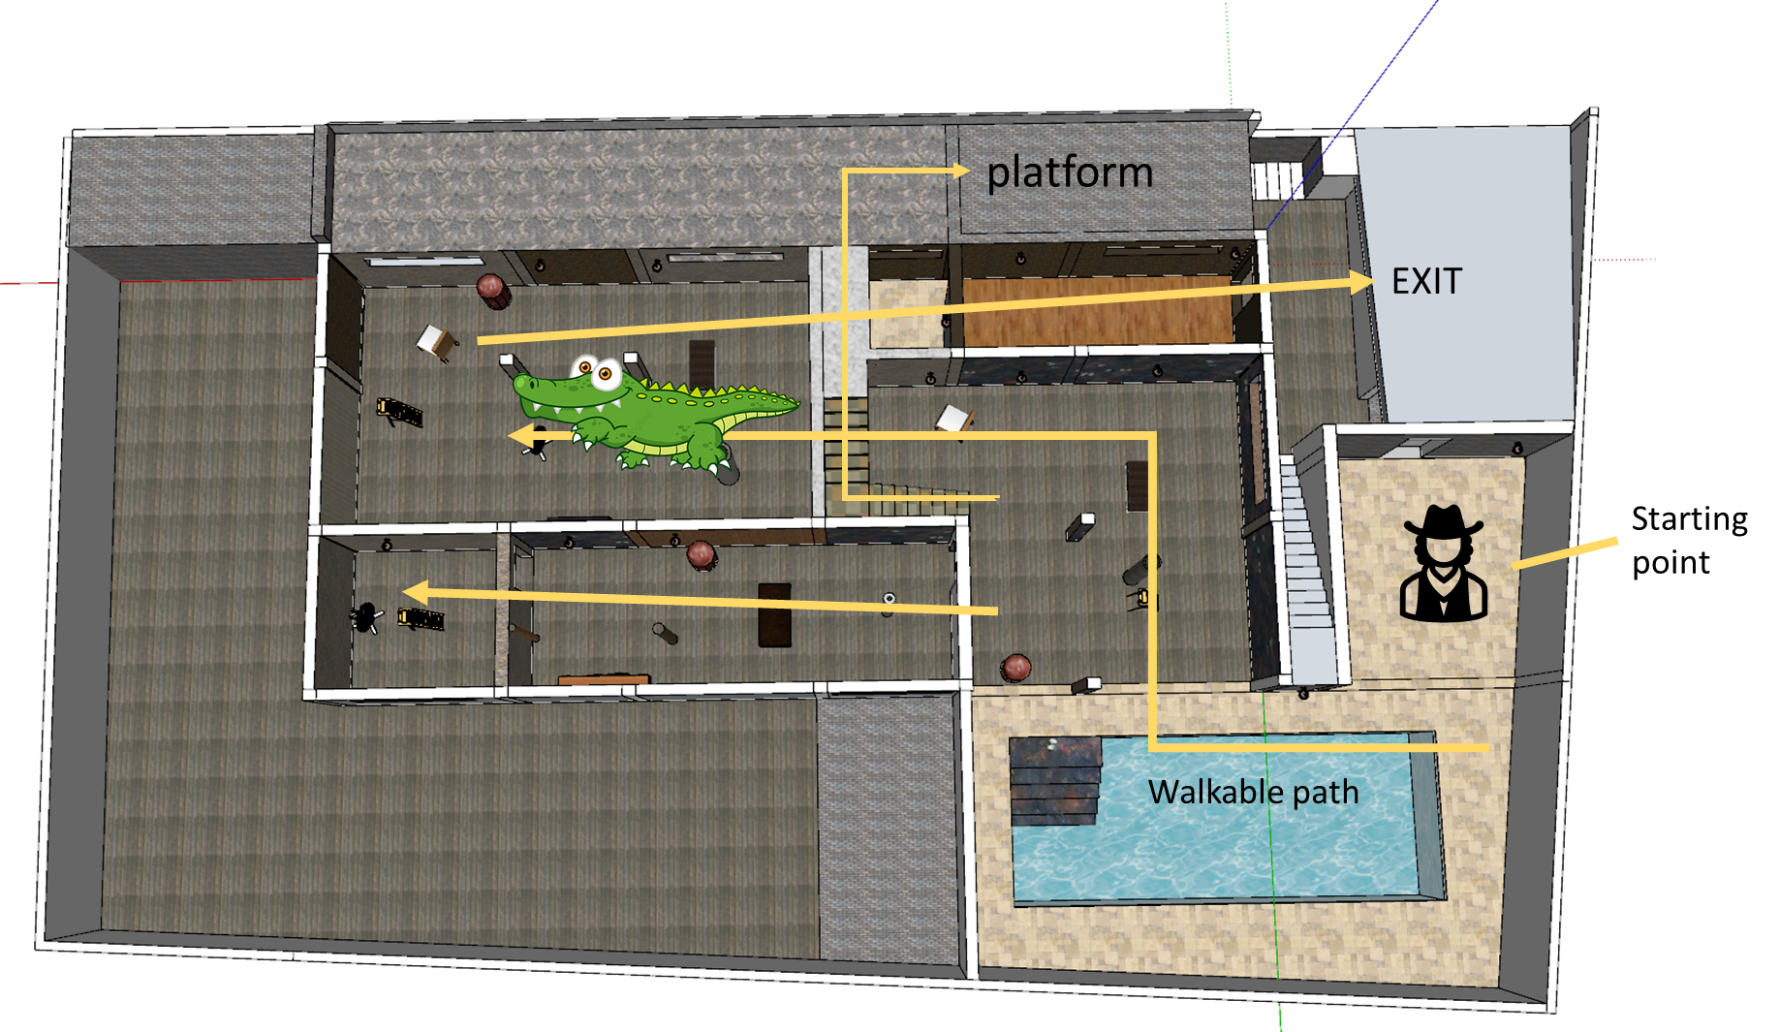 platform
EXIT
Starting
point
Walkable path